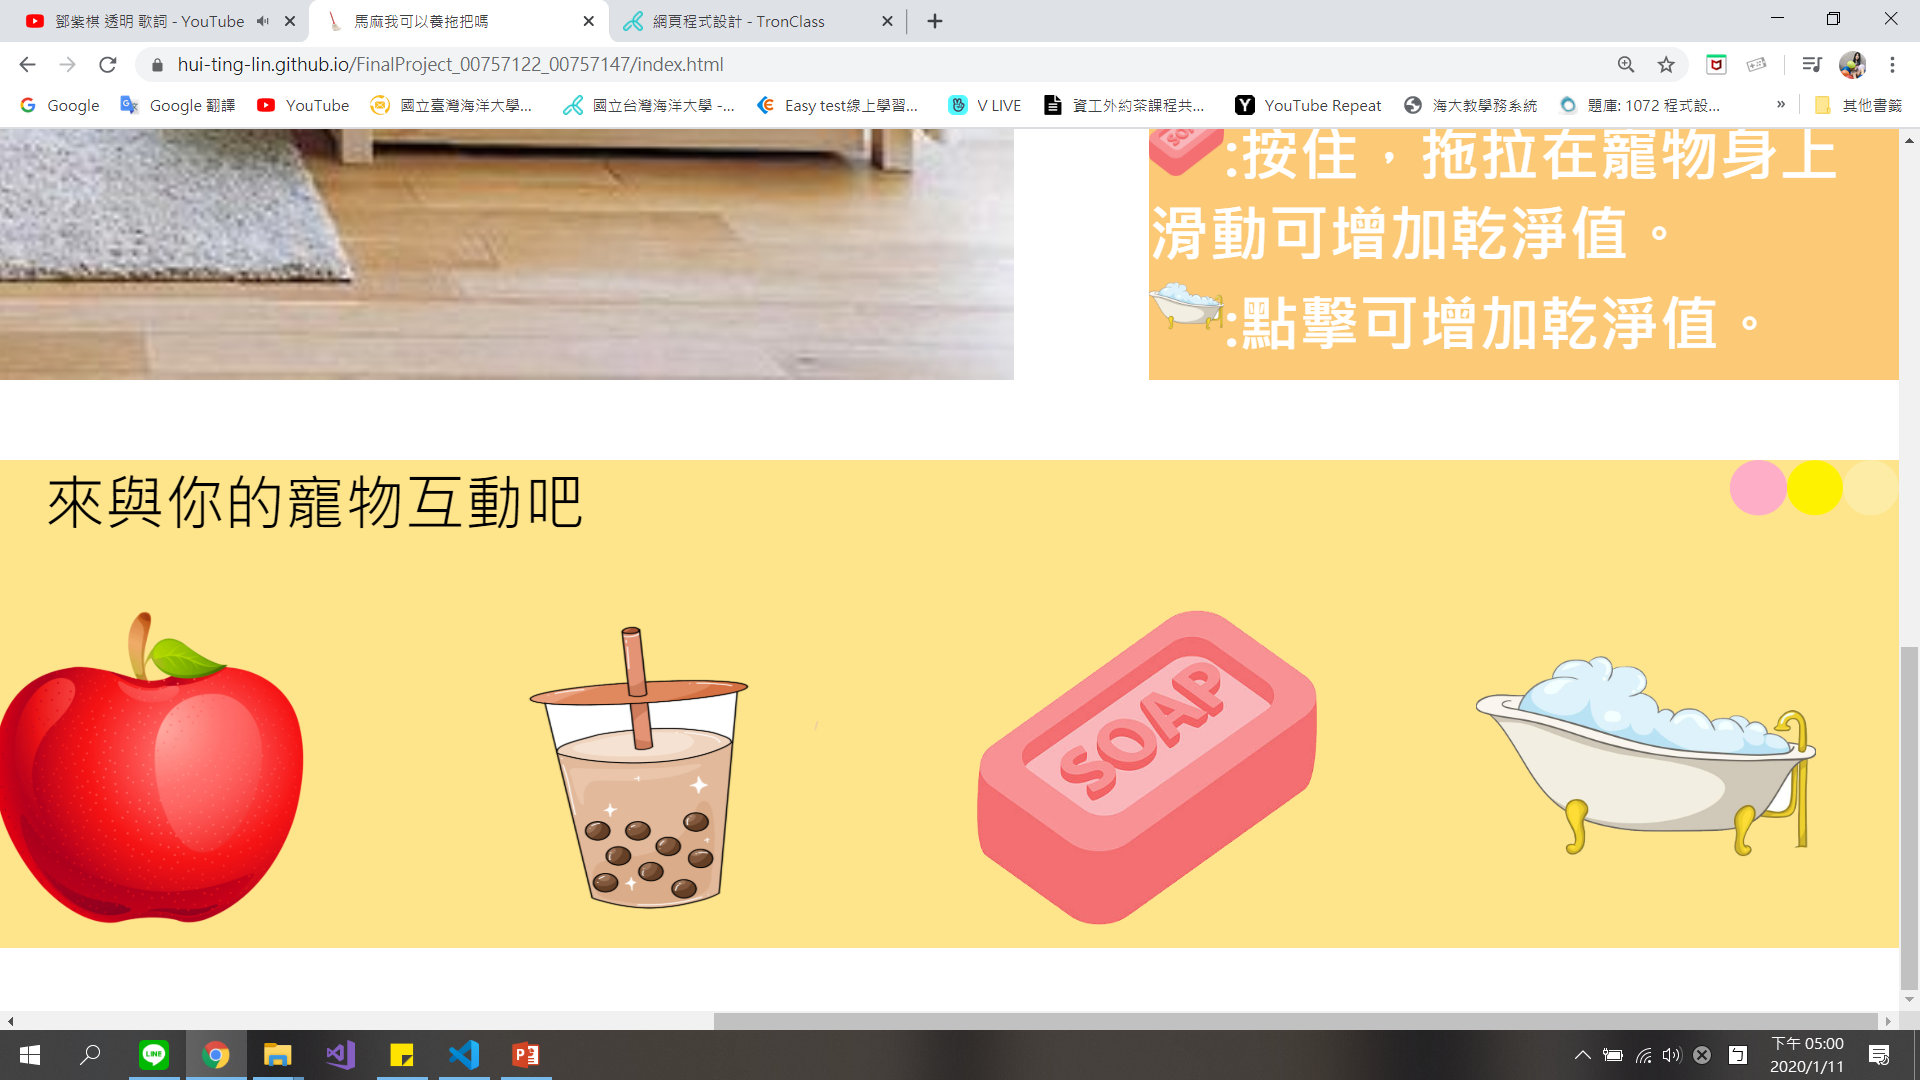 鄧紫棋 透明 歌詞 - YouTube
馬麻我可以養拖把嗎
網頁程式設計 - TronClass
hui-ting-lin.github.io/FinalProject_00757122_00757147/index.html
Google
Google 翻譯
YouTube
國立臺灣海洋大學...
國立台灣海洋大學 -...
Easy test線上學習...
V LIVE
資工外約茶課程共...
YouTube Repeat
海大教學務系統
題庫: 1072 程式設...
»
其他書籤
:按住，拖拉在寵物身上
滑動可增加乾淨值。
:點擊可增加乾淨值。
來與你的寵物互動吧
SOAP
LINE
下午 05:00
2020/1/11